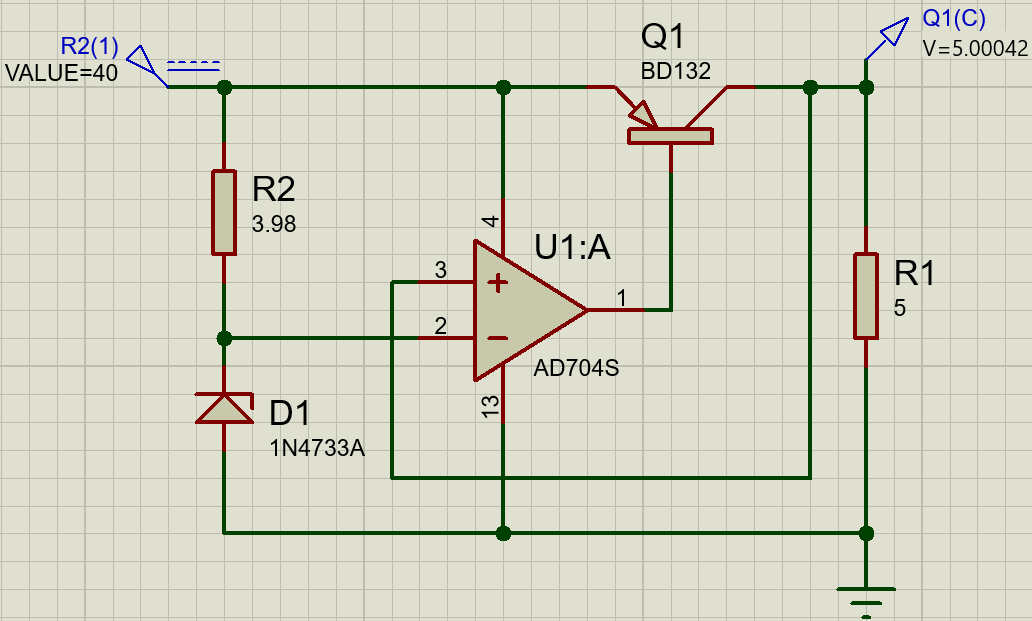 R2(1)
VALUE=40
Q1
BD132
Q1(C)
V=5.00042
R2
3.98
4
U1:A
3
2
1
AD704S
13
R1
5
D1
1N4733A